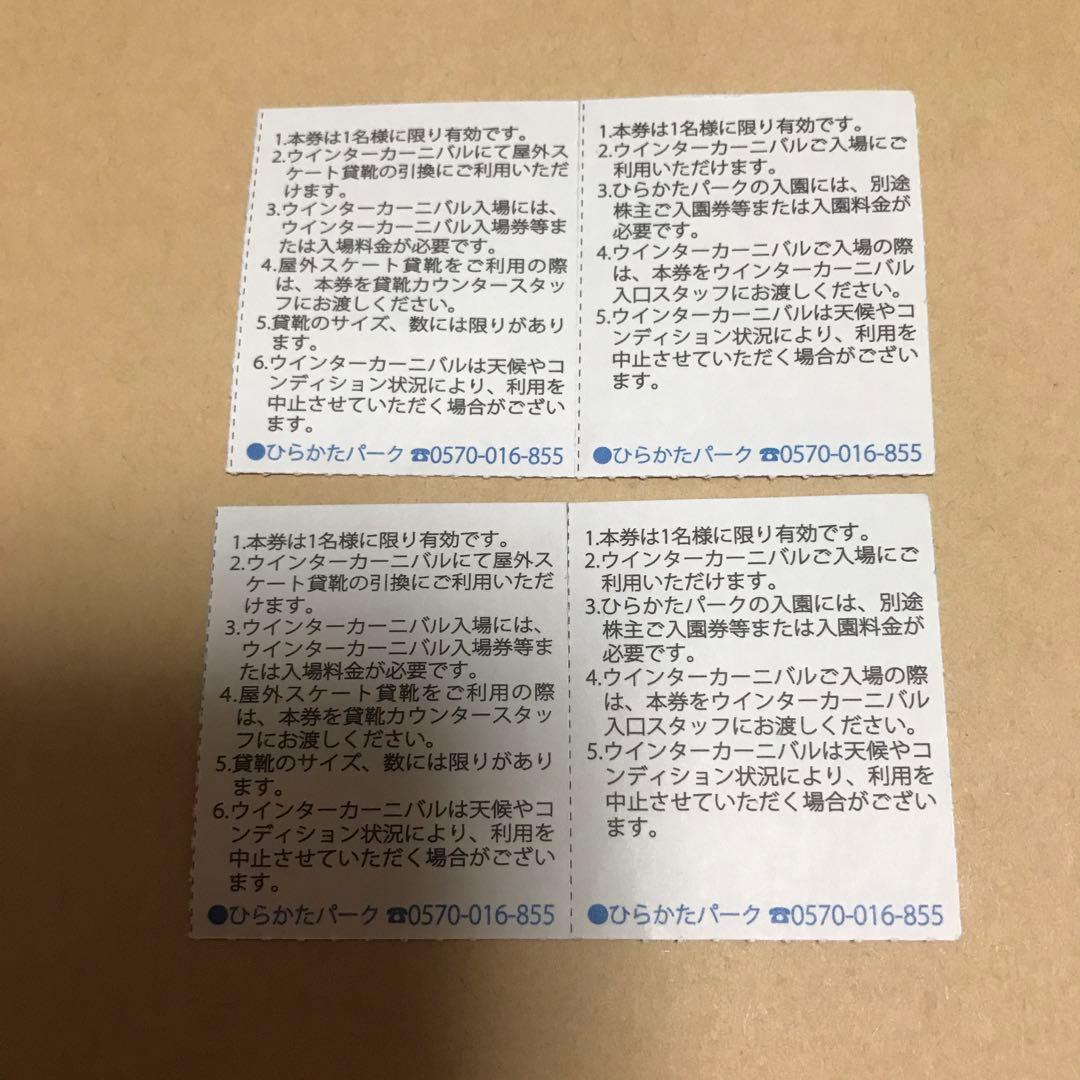 1.本券は1名様に限り有効です。
2.ウインターカーニバルにて屋外ス
ケート貸靴の引換にご利用いただ
けます。
3.ウインターカーニバル入場には、
ウインターカーニバル入場券等ま
たは入場料金が必要です。
4.屋外スケート貸靴をご利用の際
は、本券を貸靴カウンタースタッ
フにお渡しください。
5.貸靴のサイズ、数には限りがあり
ます。
6.ウインターカーニバルは天候やコ
ンディション状況により、利用を
中止させていただく場合がござい
ます。
●ひらかたパーク ☎0570-016-855
1.本券は1名様に限り有効です。
2.ウインターカーニバルご入場にご
利用いただけます。
3.ひらかたパークの入園には、別途
株主ご入園券等または入園料金が
必要です。
4.ウインターカーニバルご入場の際
は、本券をウインターカーニバル
入口スタッフにお渡しください。
5.ウインターカーニバルは天候やコ
ンディション状況により、利用を
中止させていただく場合がござい
ます。
●ひらかたパーク ☎0570-016-855
1.本券は1名様に限り有効です。
2.ウインターカーニバルにて屋外ス
ケート貸靴の引換にご利用いただ
けます。
3.ウインターカーニバル入場には、
ウインターカーニバル入場券等ま
たは入場料金が必要です。
4.屋外スケート貸靴をご利用の際
は、本券を貸靴カウンタースタッ
フにお渡しください。
5.貸靴のサイズ、数には限りがあり
ます。
6.ウインターカーニバルは天候やコ
ンディション状況により、利用を
中止させていただく場合がござい
ます。
●ひらかたパーク ☎0570-016-855
1.本券は1名様に限り有効です。
2.ウインターカーニバルご入場にご
利用いただけます。
3.ひらかたパークの入園には、別途
株主ご入園券等または入園料金が
必要です。
4.ウインターカーニバルご入場の際
は、本券をウインターカーニバル
入口スタッフにお渡しください。
5.ウインターカーニバルは天候やコ
ンディション状況により、利用を
中止させていただく場合がござい
ます。
●ひらかたパーク ☎0570-016-855